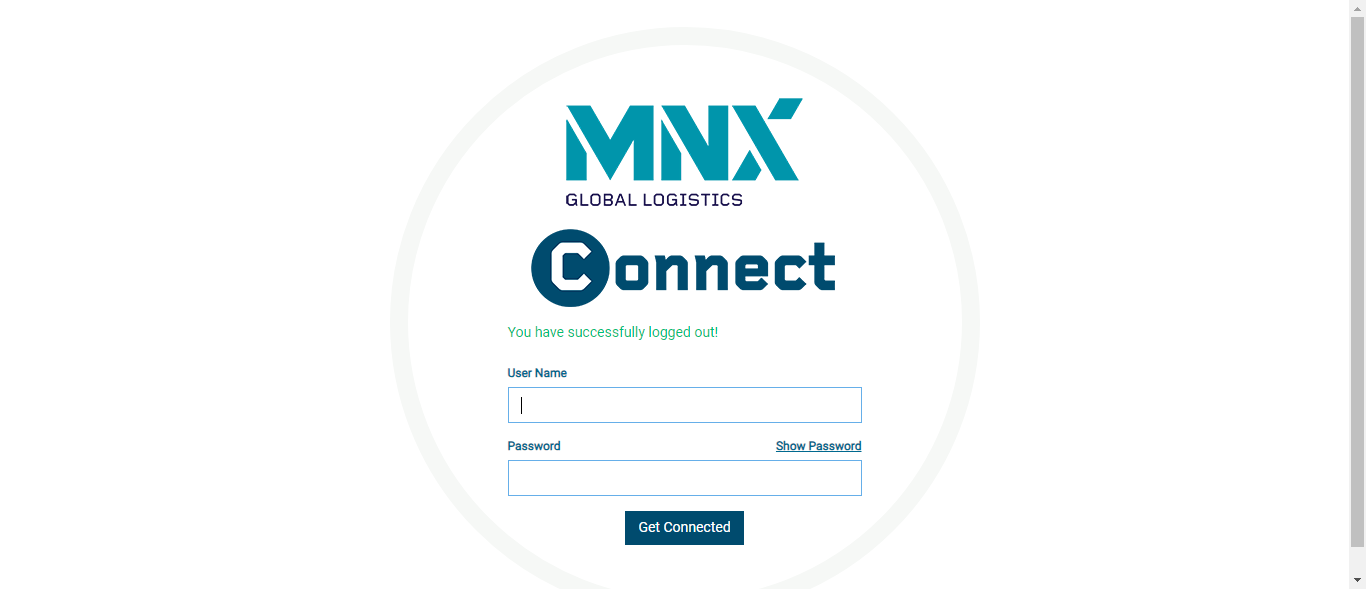 MNX
GLOBAL LOGISTICS
Connect
You have successfully logged out!
User Name
Password
Show Password
Get Connected